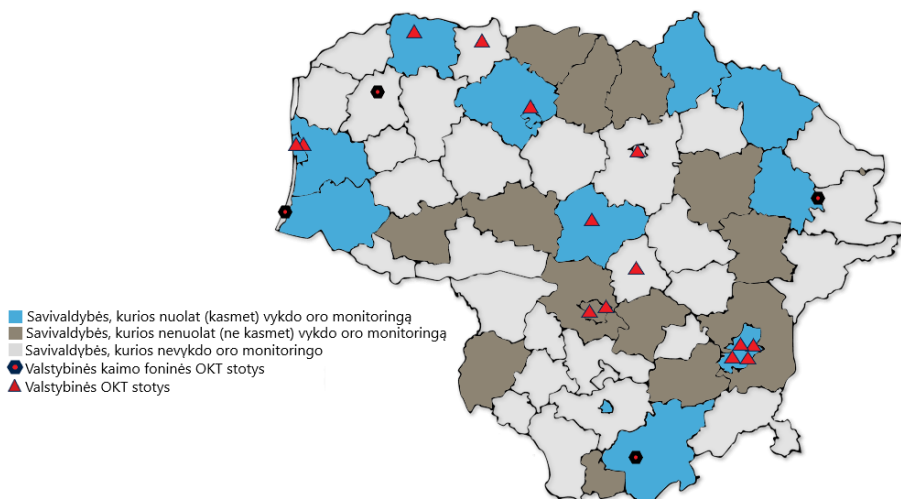 Savivaldybės, kurios nuolat (kasmet) vykdo oro monitoringą
Savivaldybės, kurios nenuolat (ne kasmet) vykdo oro monitoringą
Savivaldybės, kurios nevykdo oro monitoringo
Valstybinės kaimo foninės OKT stotys
Valstybinės OKT stotys